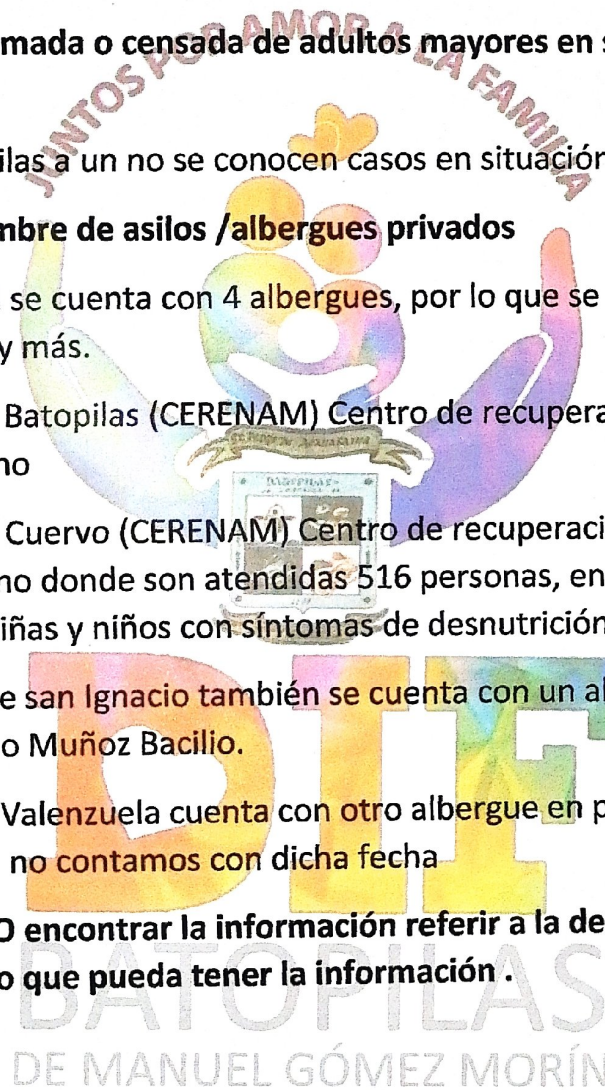 mada o censada de adultos mayores en s
JUNTOS POR AMOR A LA FAMILIA
ilas a un no se conocen casos en situación
mbre de asilos /albergues privados
se cuenta con 4 albergues, por lo que se
y más.
Batopilas (CERENAM) Centro de recupera
no
BATOPILAS
Cuervo (CERENAM) Centro de recuperaci
no donde son atendidas 516 personas, en
iñas y niños con síntomas de desnutrición
e san Ignacio también se cuenta con un al
o Muñoz Bacilio.
Valenzuela cuenta con otro albergue en p
no contamos con dicha fecha
DIF
O encontrar la información referir a la de
o que pueda tener la información .
BATOPILAS
DE MANUEL GÓMEZ MORÍN